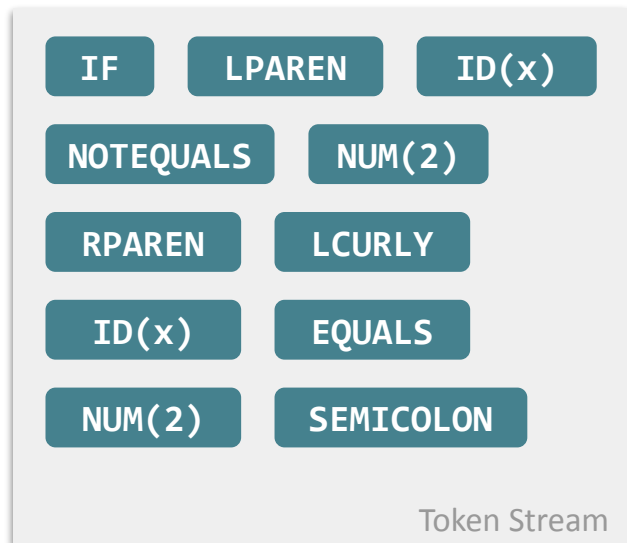 IF LPAREN ID(x)
NOTEQUALS NUM(2)
RPAREN LCURLY
ID(x) EQUALS
NUM(2) SEMICOLON
Token Stream